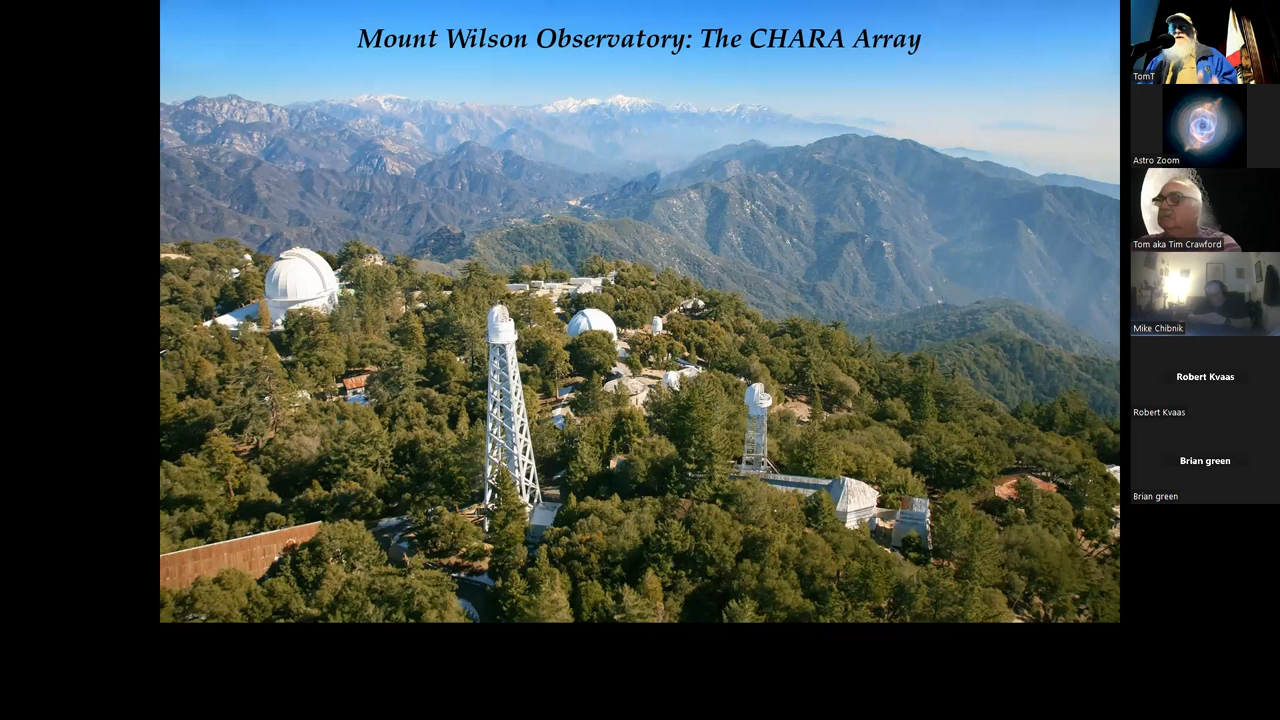 Mount Wilson Observatory: The CHARA Array
TomT
Astro Zoom
Tom aka Tim Crawford
Mike Chibnik
Robert Kvaas
Robert Kvaas
Brian green
Brian green